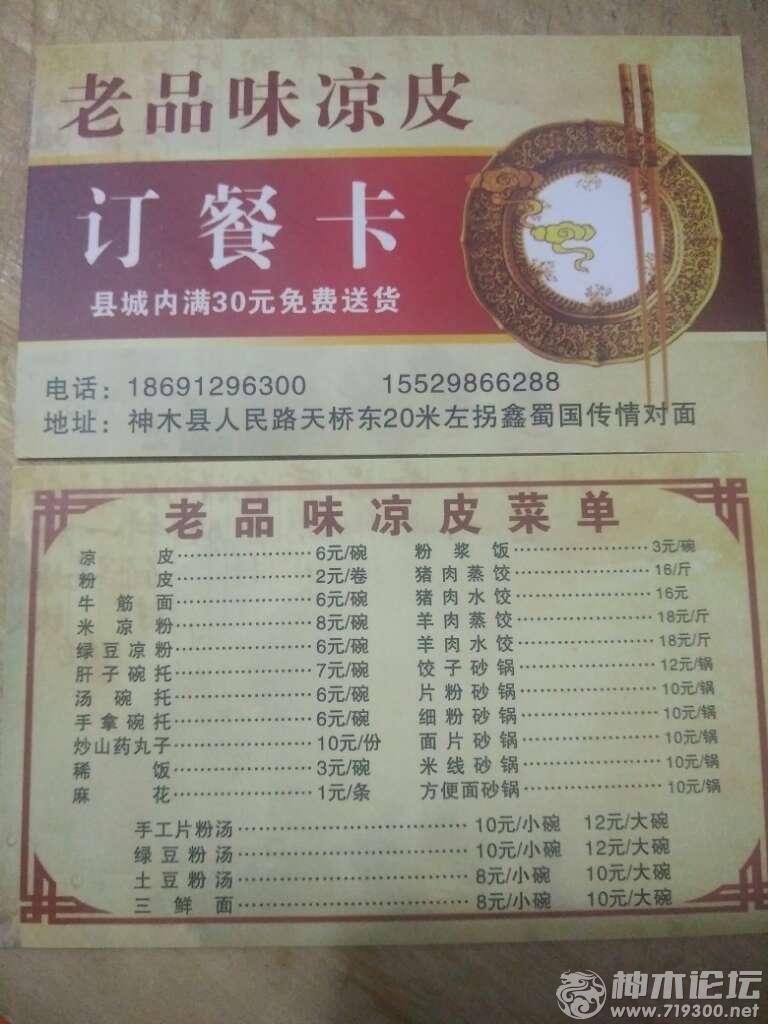 老品味凉皮
订餐卡
县城内满30元免费送货
电话：18691296300 15529866288
地址：神木县人民路天桥东20米左拐鑫蜀国传情对面
老品味凉皮菜单
凉皮………………6元/碗
粉皮………………2元/卷
牛筋面………………6元/碗
米凉粉………………8元/碗
绿豆凉粉………………6元/碗
肝子碗托………………7元/碗
汤碗托………………6元/碗
手拿碗托………………6元/碗
炒山药丸子………………10元/份
稀饭………………3元/碗
麻花………………1元/条
粉浆饭………………3元/碗
猪肉蒸饺………………16/斤
猪肉水饺………………16元
羊肉蒸饺………………18元/斤
羊肉水饺………………18元/斤
饺子砂锅………………12元/锅
片粉砂锅………………10元/锅
细粉砂锅………………10元/锅
面片砂锅………………10元/锅
米线砂锅………………10元/锅
方便面砂锅………………10元/锅
手工片粉汤………………10元/小碗 12元/大碗
绿豆粉汤………………10元/小碗 12元/大碗
土豆粉汤………………8元/小碗 10元/大碗
三鲜面………………8元/小碗 10元/大碗
神木论坛
www.719300.net